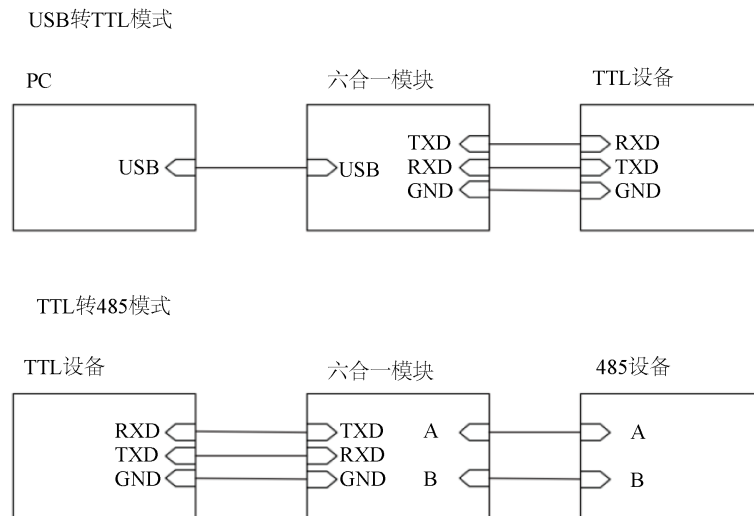 USB转TTL模式
PC 六合一模块 TTL设备
TXD RXD
USB USB RXD TXD
GND GND
TTL转485模式
TTL设备 六合一模块 485设备
RXD TXD A A
TXD RXD
GND GND B B